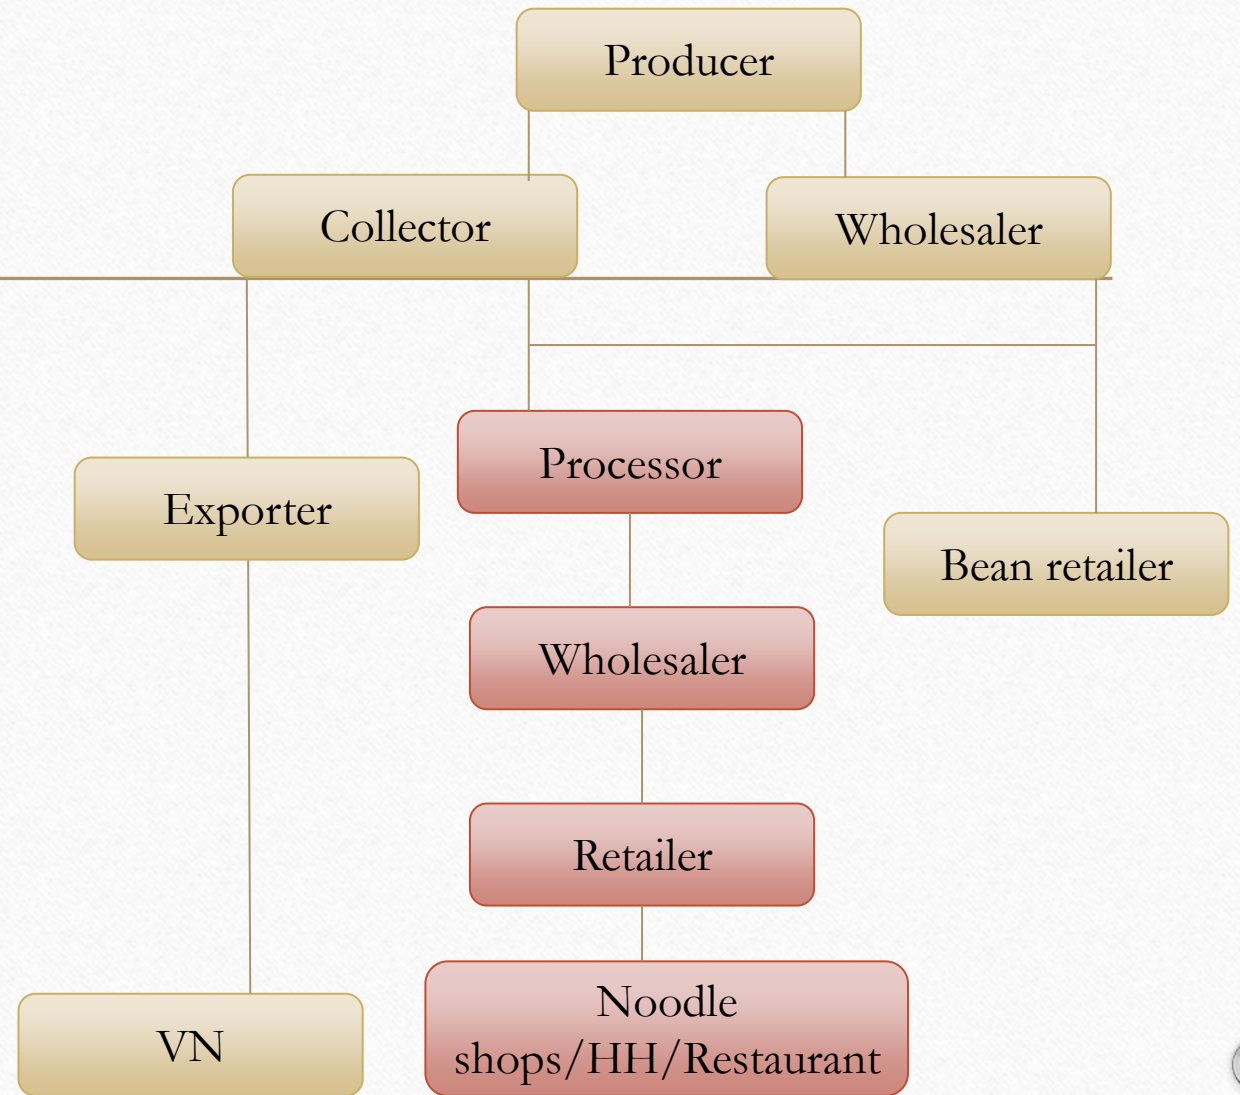 Producer
Collector
Wholesaler
Processor
Exporter
Bean retailer
Wholesaler
Retailer
Noodle
shops/HH/Restaurant
VN